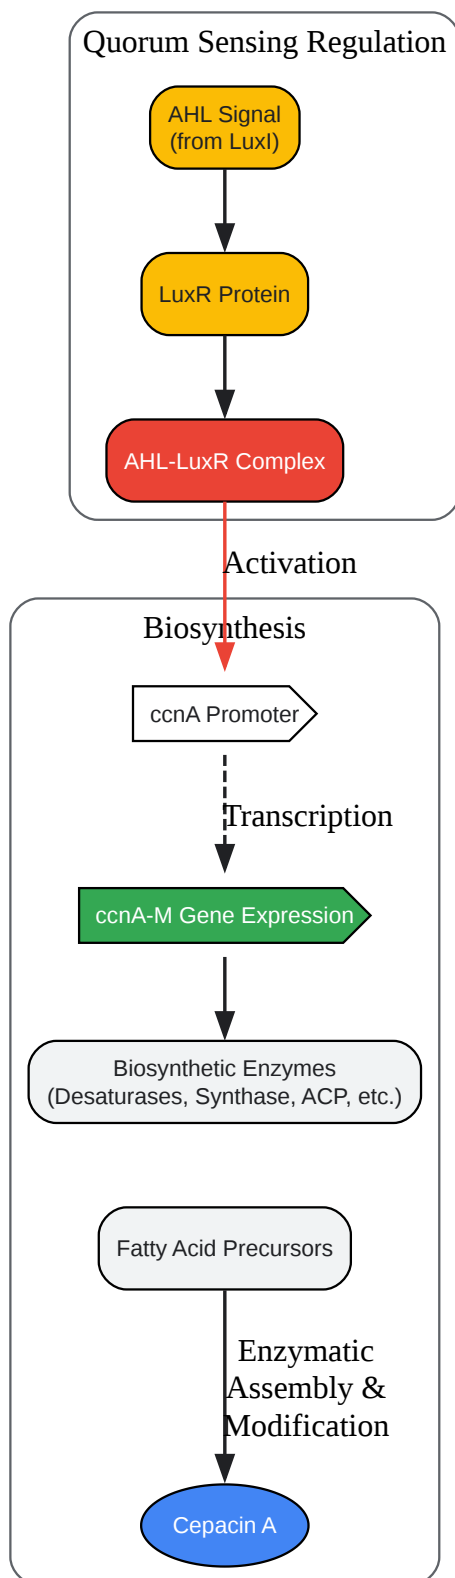 Quorum Sensing Regulation
AHL Signal
(from LuxI)
LuxR Protein
AHL-LuxR Complex
Activation
Biosynthesis
ccnA Promoter
Transcription
ccnA-M Gene Expression
Biosynthetic Enzymes
(Desaturases, Synthase, ACP, etc.)
Fatty Acid Precursors
Enzymatic
Assembly &
Modification
Cepacin A